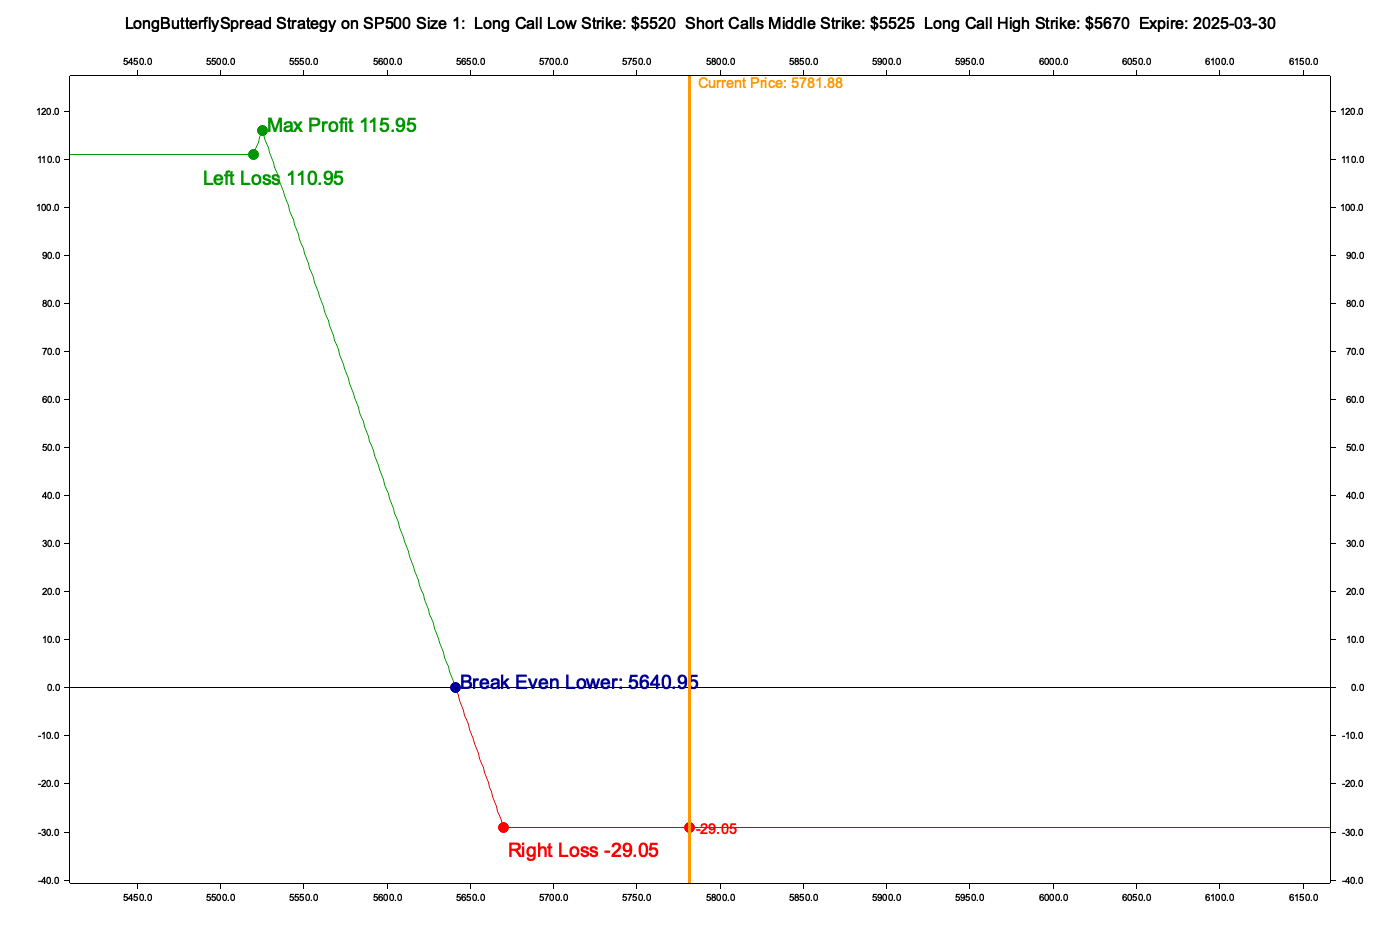 LongButterflySpread Strategy on SP500 Size 1:  Long Call Low Strike: $5520  Short Calls Middle Strike: $5525  Long Call High Strike: $5670  Expire: 2025-03-30
5450.0 5500.0 5550.0 5600.0 5650.0 5700.0 5750.0 5800.0 5850.0 5900.0 5950.0 6000.0 6050.0 6100.0 6150.0
Current Price: 5781.88
120.0 120.0
Max Profit 115.95
110.0 110.0
Left Loss 110.95
100.0 100.0
90.0 90.0
80.0 80.0
70.0 70.0
60.0 60.0
50.0 50.0
40.0 40.0
30.0 30.0
20.0 20.0
10.0 10.0
0.0 Break Even Lower: 5640.95 0.0
-10.0 -10.0
-20.0 -20.0
-30.0 -29.05 -30.0
Right Loss -29.05
-40.0 -40.0
5450.0 5500.0 5550.0 5600.0 5650.0 5700.0 5750.0 5800.0 5850.0 5900.0 5950.0 6000.0 6050.0 6100.0 6150.0